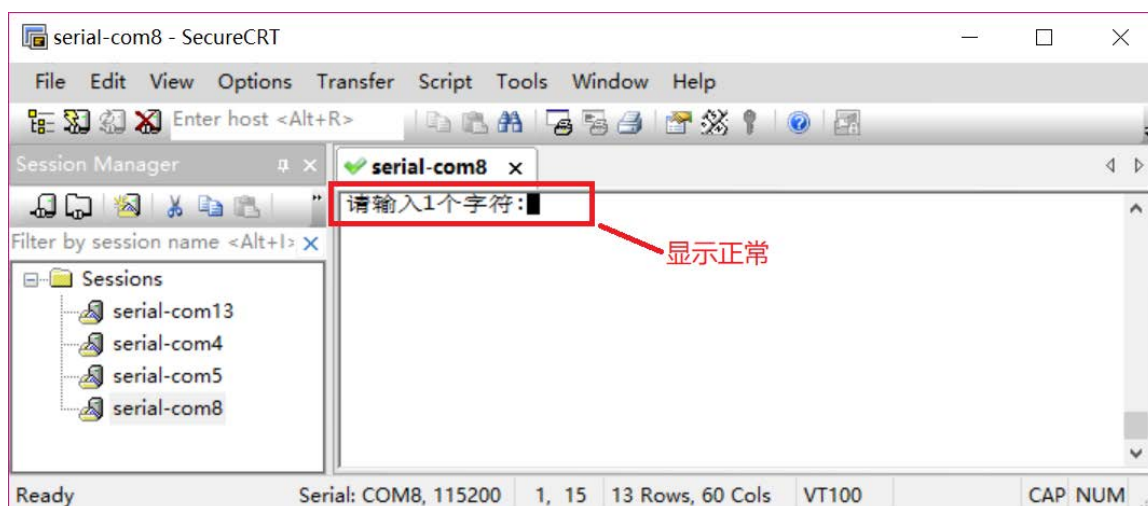 serial-com8 - SecureCRT
File Edit View Options Transfer Script Tools Window Help
Enter host <Alt+R>
Session Manager
serial-com8
请输入1个字符:
Filter by session name <Alt+I>
显示正常
Sessions
serial-com13
serial-com4
serial-com5
serial-com8
Ready Serial: COM8, 115200 1, 15 13 Rows, 60 Cols VT100 CAP NUM